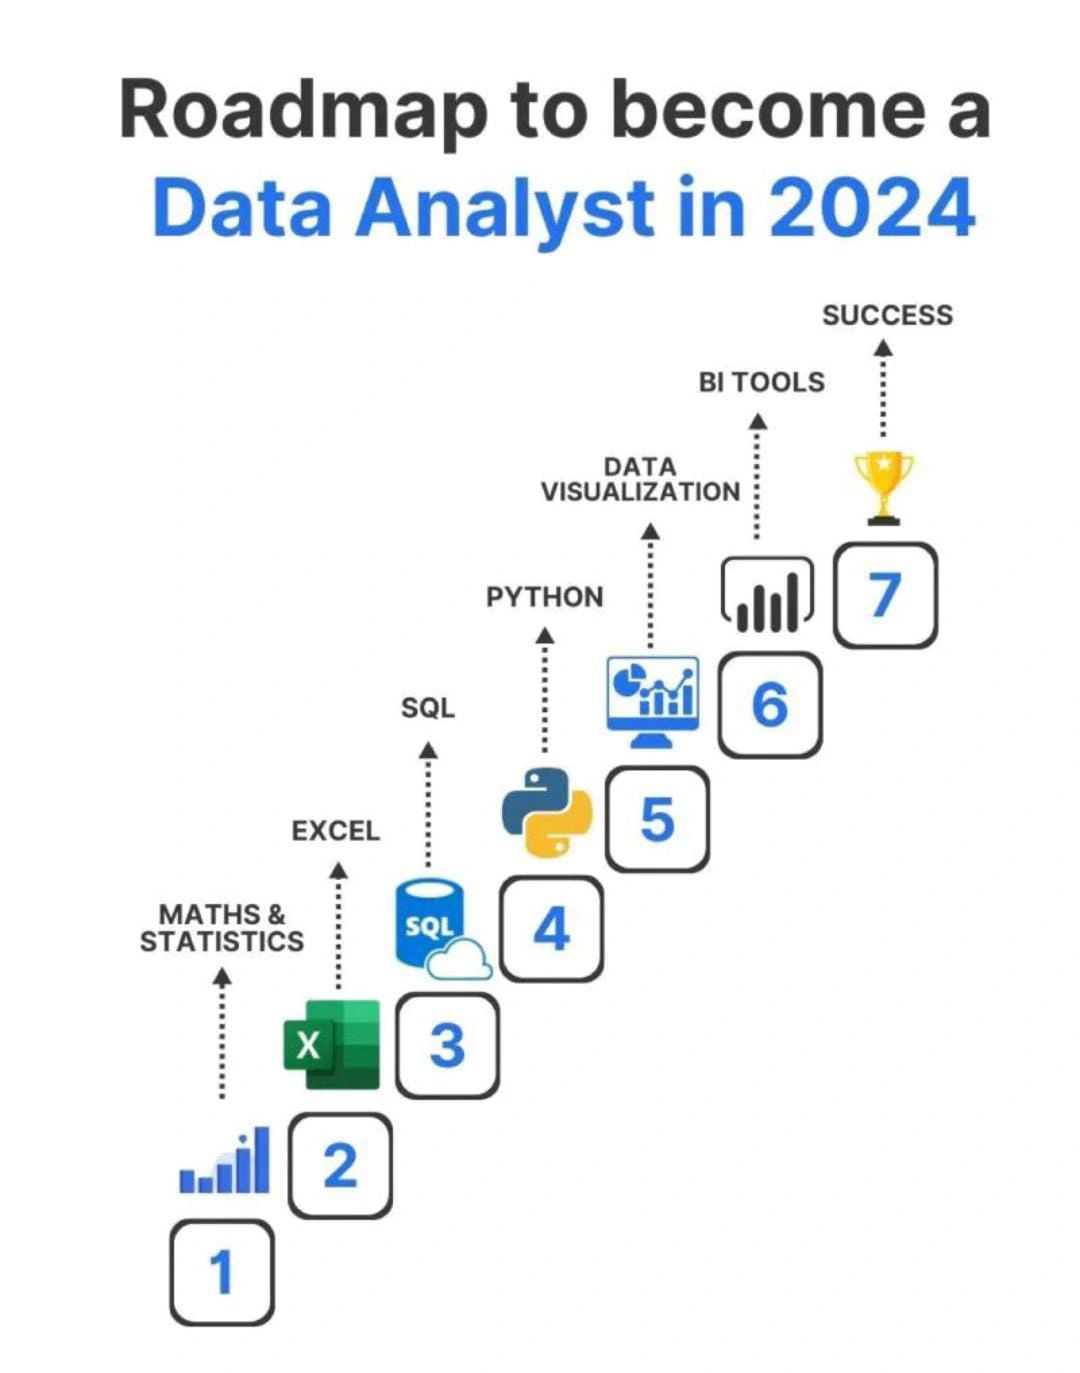 Roadmap to become a
Data Analyst in 2024
SUCCESS
BI TOOLS
DATA
VISUALIZATION
PYTHON
SQL
EXCEL
MATHS &
STATISTICS
7
6
5
4
SQL
3
X
2
1